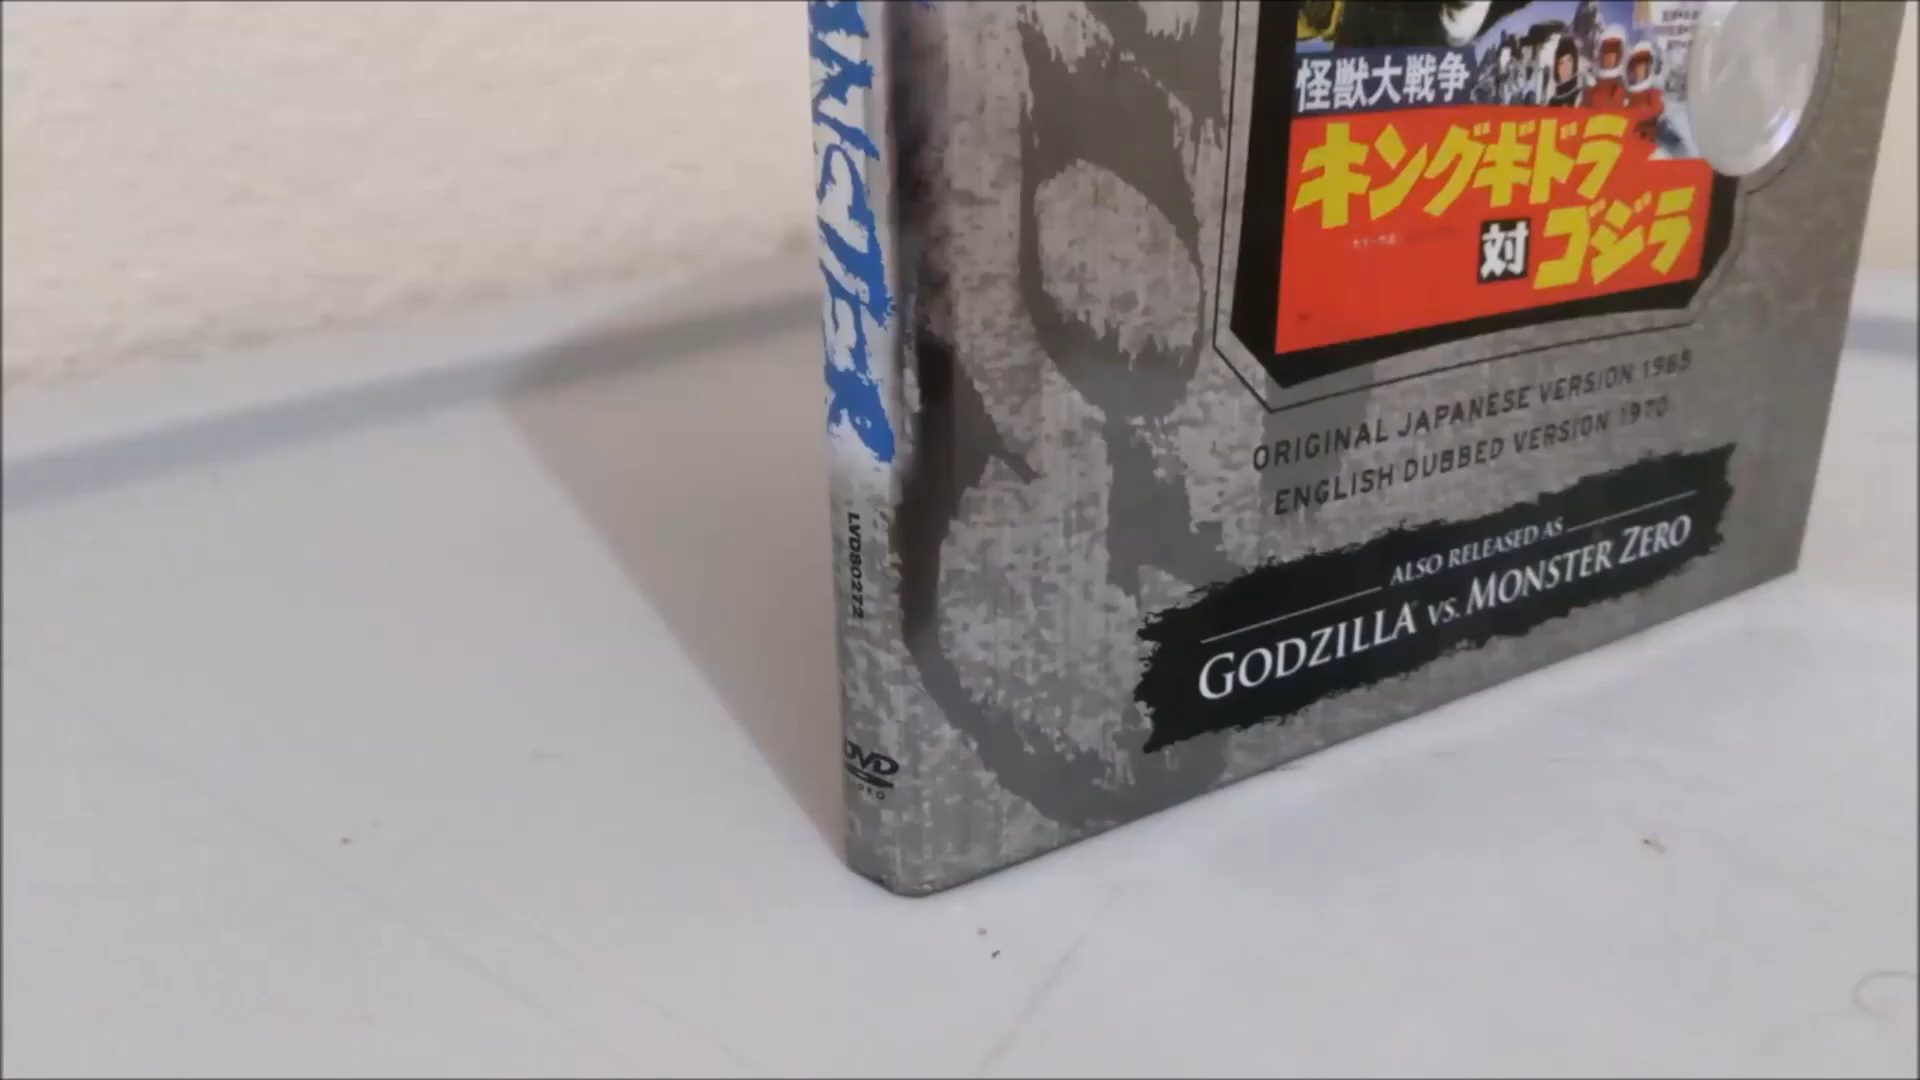 怪獣大戦争
キングギドラ
対 ゴジラ
ORIGINAL JAPANESE VERSION 1965
ENGLISH DUBBED VERSION 1970
ALSO RELEASED AS
GODZILLA VS. MONSTER ZERO
LVD80272
DVD